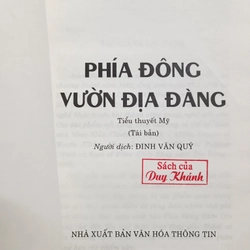 PHÍA ĐÔNG
VƯỜN ĐỊA ĐÀNG
Tiểu thuyết Mỹ
(Tái bản)
Người dịch: ĐINH VĂN QUÝ
Sách của
Duy Khánh
NHÀ XUẤT BẢN VĂN HÓA THÔNG TIN